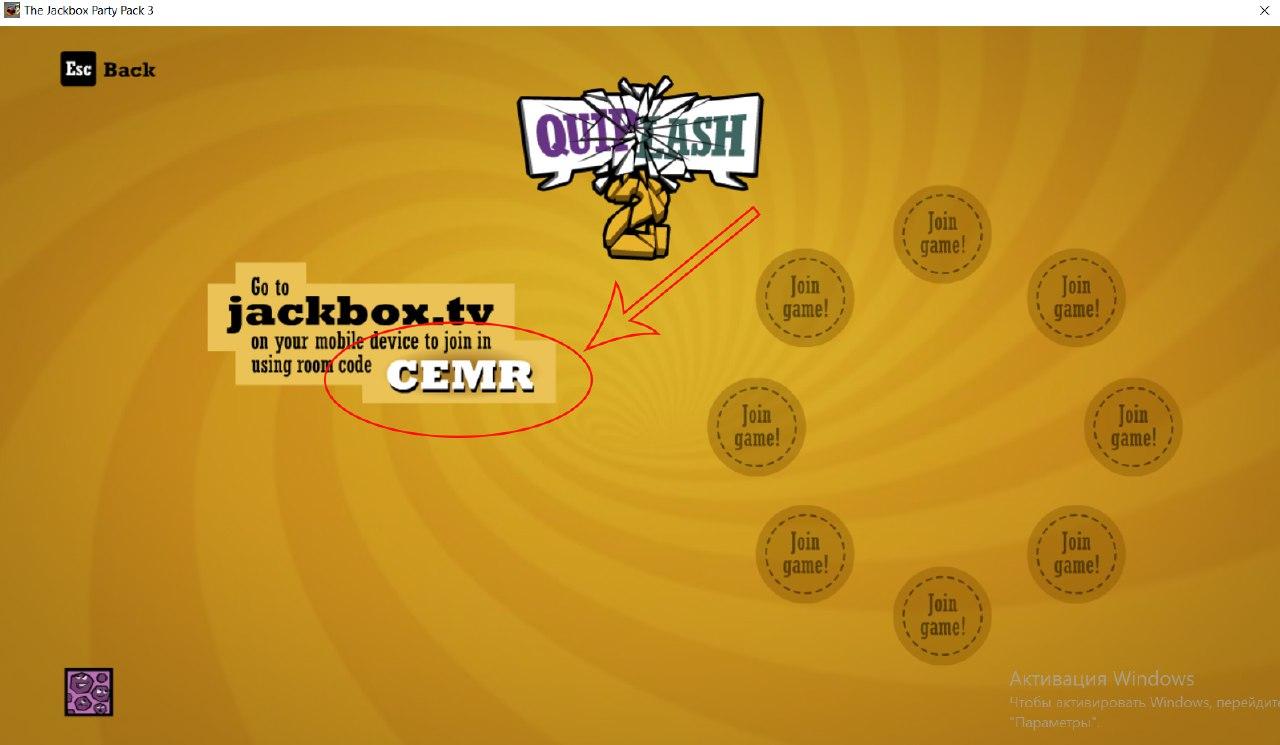 The Jackbox Party Pack 3
Esc Back
QUIPLASH
2
Go to
jackbox.tv
on your mobile device to join in
using room code
CEMR
Join
game!
Join
game!
Join
game!
Join
game!
Join
game!
Join
game!
Join
game!
Join
game!
Активация Windows
Чтобы активировать Windows, перейдите
"Параметры".